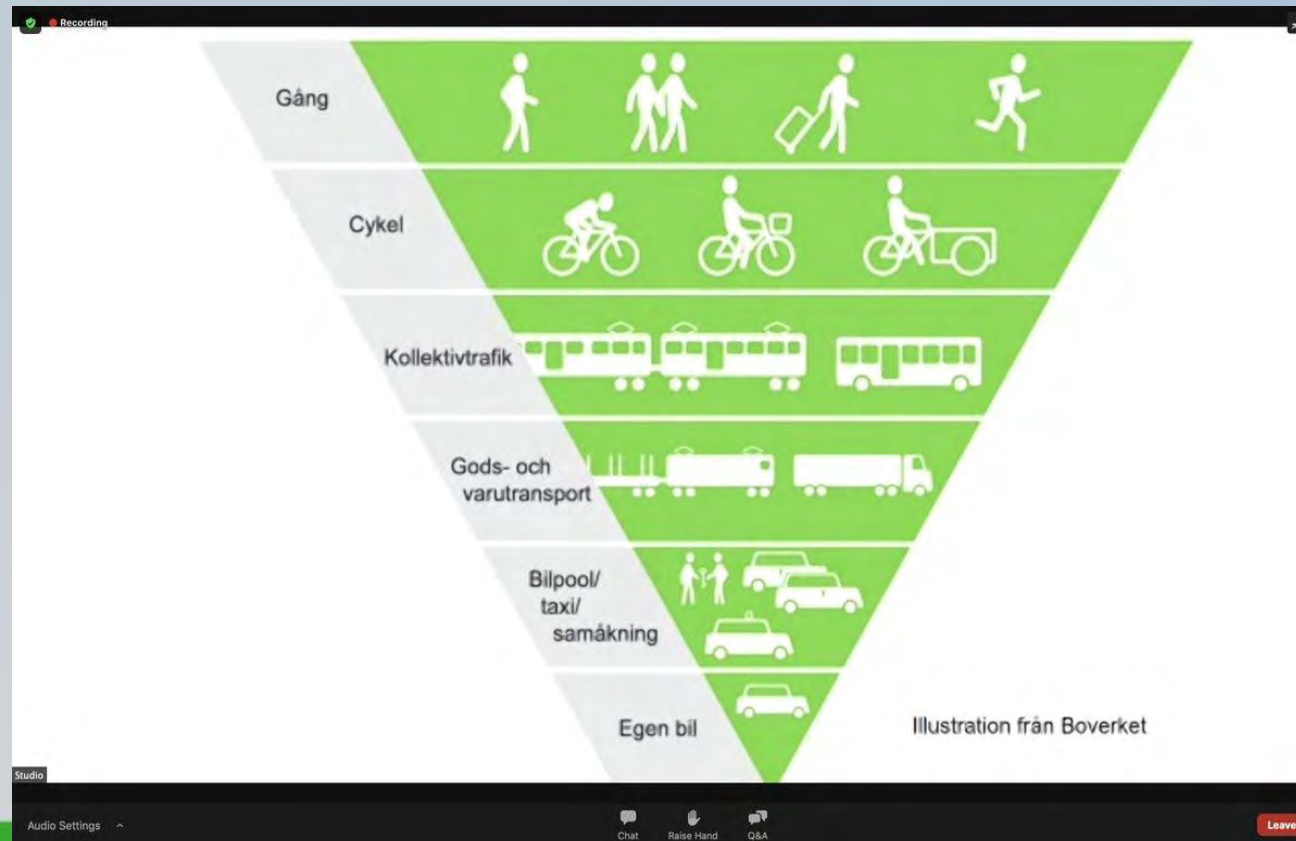 Recording
Gång
Cykel
Kollektivtrafik
Gods- och
varutransport
Bilpool/
taxi/
samåkning
Egen bil
Illustration från Boverket
Studio
Audio Settings
Chat
Raise Hand
Q&A
Leave